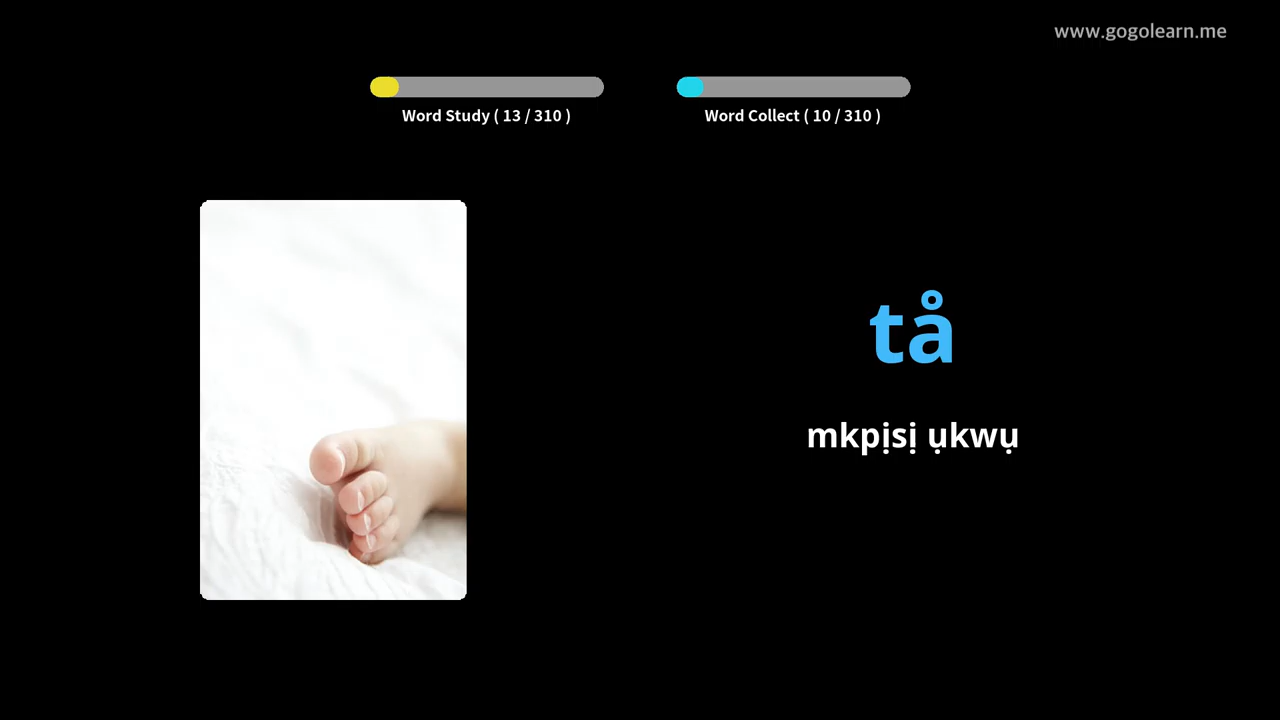 www.gogolearn.me
Word Study ( 13 / 310 )
Word Collect ( 10 / 310 )
tå
mkpịsị ụkwụ